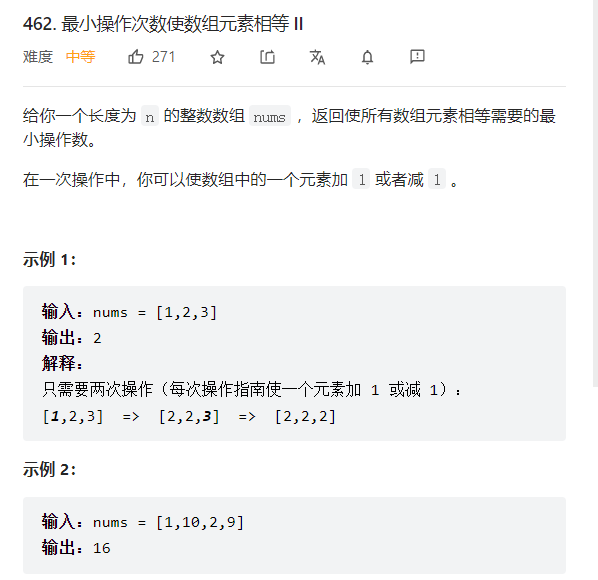 462. 最小操作次数使数组元素相等 II
难度 中等 271
给你一个长度为 n 的整数数组 nums ，返回使所有数组元素相等需要的最
小操作数。
在一次操作中，你可以使数组中的一个元素加 1 或者减 1 。
示例 1：
输入：nums = [1,2,3]
输出：2
解释：
只需要两次操作（每次操作指南使一个元素加 1 或减 1）：
[1,2,3]  =>  [2,2,3]  =>  [2,2,2]
示例 2：
输入：nums = [1,10,2,9]
输出：16